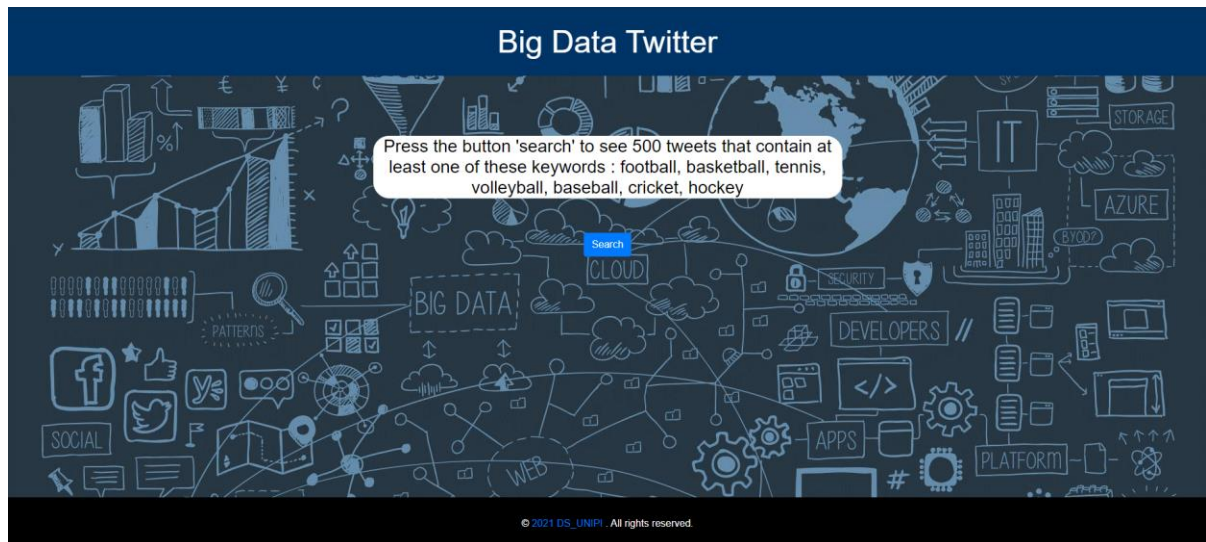 Big Data Twitter
£ ¥ ¢
?
%
STORAGE
IT
Press the button 'search' to see 500 tweets that contain at
least one of these keywords : football, basketball, tennis,
volleyball, baseball, cricket, hockey
x
AZURE
y
BYOD?
Search
CLOUD
SECURITY
BIG DATA
PATTERNS
DEVELOPERS //
f
</>
SOCIAL
APPS
PLATFORM
WEB
#
© 2021 DS_UNIPI . All rights reserved.